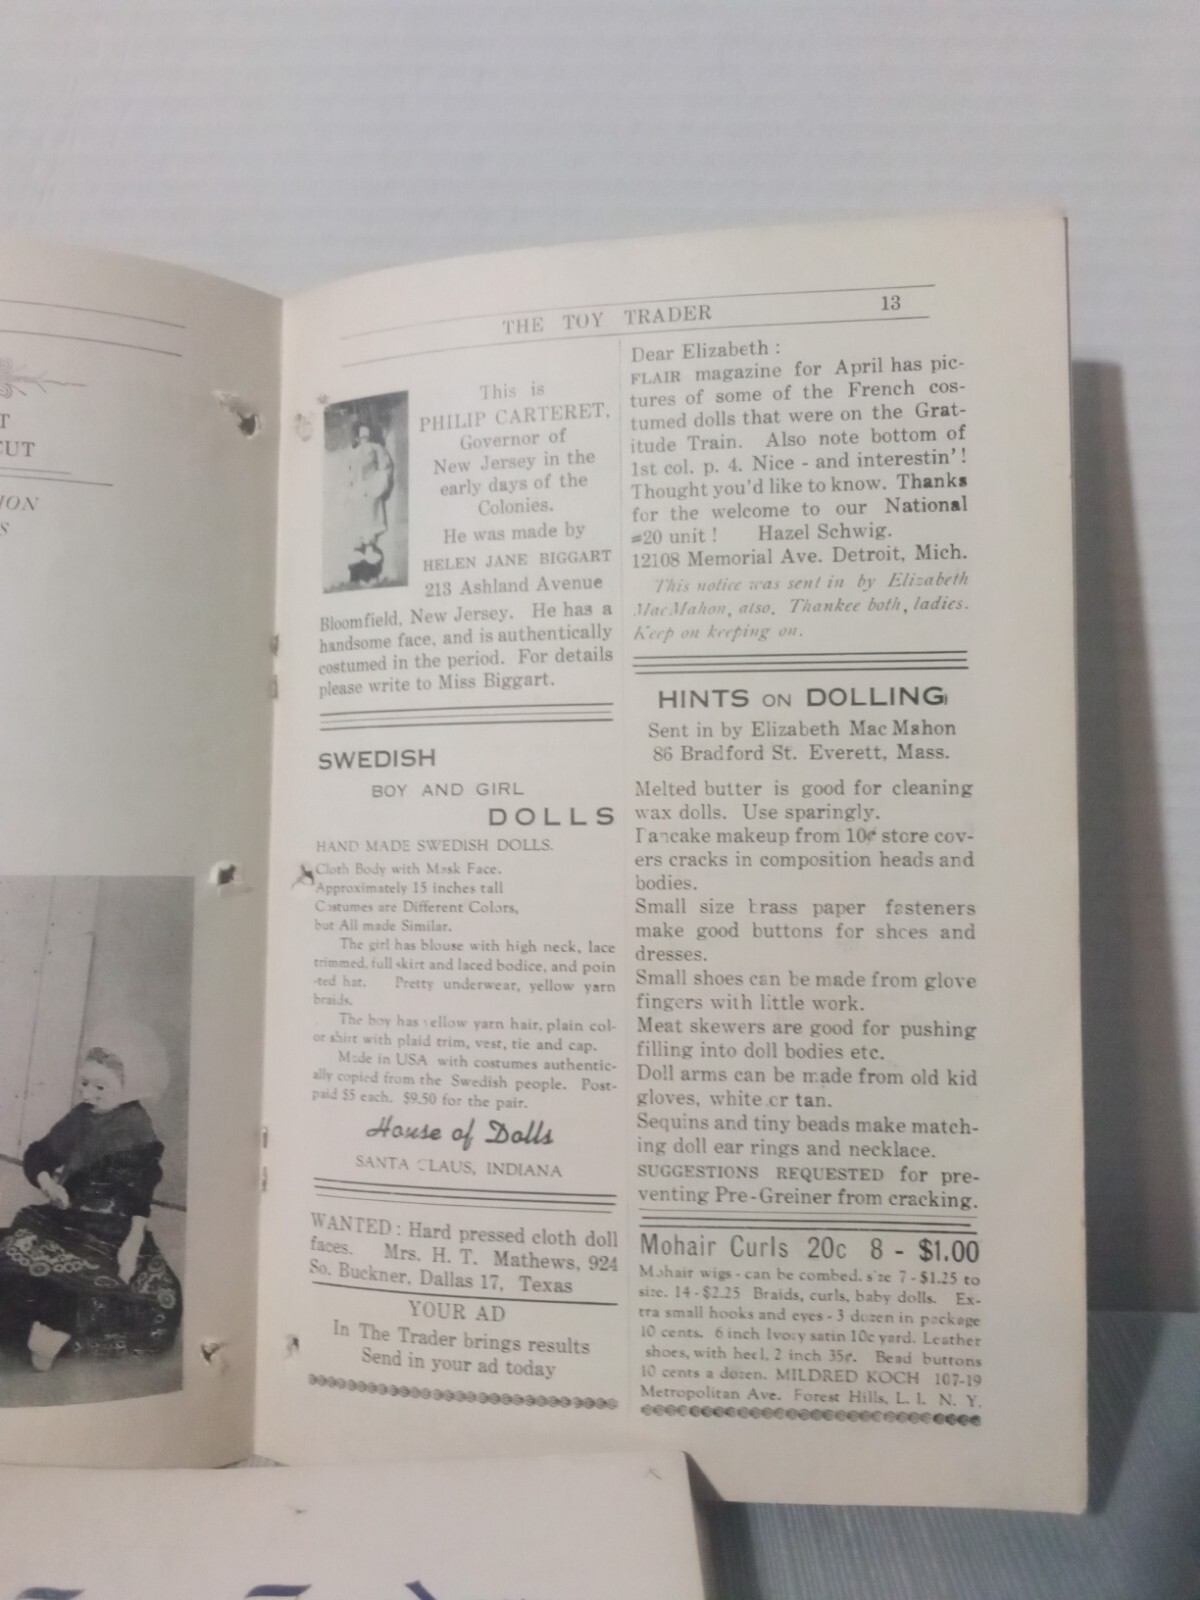 T
CUT
ION
S
THE TOY TRADER 13
This is
PHILIP CARTERET,
Governor of
New Jersey in the
early days of the
Colonies.
He was made by
HELEN JANE BIGGART
213 Ashland Avenue
Bloomfield, New Jersey. He has a
handsome face, and is authentically
costumed in the period. For details
please write to Miss Biggart.
SWEDISH
BOY AND GIRL
DOLLS
HAND MADE SWEDISH DOLLS.
Cloth Body with Mask Face.
Approximately 15 inches tall
Costumes are Different Colors,
but All made Similar.
The girl has blouse with high neck, lace
trimmed, full skirt and laced bodice, and poin
-ted hat. Pretty underwear, yellow yarn
braids.
The boy has yellow yarn hair, plain col-
or shirt with plaid trim, vest, tie and cap.
Made in USA with costumes authentic-
ally copied from the Swedish people. Post-
paid $5 each. $9.50 for the pair.
House of Dolls
SANTA CLAUS, INDIANA
WANTED: Hard pressed cloth doll
faces. Mrs. H. T. Mathews, 924
So. Buckner, Dallas 17, Texas
YOUR AD
In The Trader brings results
Send in your ad today
Dear Elizabeth:
FLAIR magazine for April has pic-
tures of some of the French cos-
tumed dolls that were on the Grat-
itude Train. Also note bottom of
1st col. p. 4. Nice - and interestin'!
Thought you'd like to know. Thanks
for the welcome to our National
#20 unit! Hazel Schwig.
12108 Memorial Ave. Detroit, Mich.
This notice was sent in by Elizabeth
MacMahon, also. Thankee both, ladies.
Keep on keeping on.
HINTS ON DOLLING
Sent in by Elizabeth Mac Mahon
86 Bradford St. Everett, Mass.
Melted butter is good for cleaning
wax dolls. Use sparingly.
Pancake makeup from 10¢ store cov-
ers cracks in composition heads and
bodies.
Small size brass paper fasteners
make good buttons for shoes and
dresses.
Small shoes can be made from glove
fingers with little work.
Meat skewers are good for pushing
filling into doll bodies etc.
Doll arms can be made from old kid
gloves, white or tan.
Sequins and tiny beads make match-
ing doll ear rings and necklace.
SUGGESTIONS REQUESTED for pre-
venting Pre-Greiner from cracking.
Mohair Curls 20c 8 - $1.00
Mohair wigs - can be combed. size 7 - $1.25 to
size. 14 - $2.25 Braids, curls, baby dolls. Ex-
tra small hooks and eyes - 3 dozen in package
10 cents. 6 inch Ivory satin 10c yard. Leather
shoes, with heel, 2 inch 35¢. Bead buttons
10 cents a dozen. MILDRED KOCH 107-19
Metropolitan Ave. Forest Hills, L. I. N. Y.